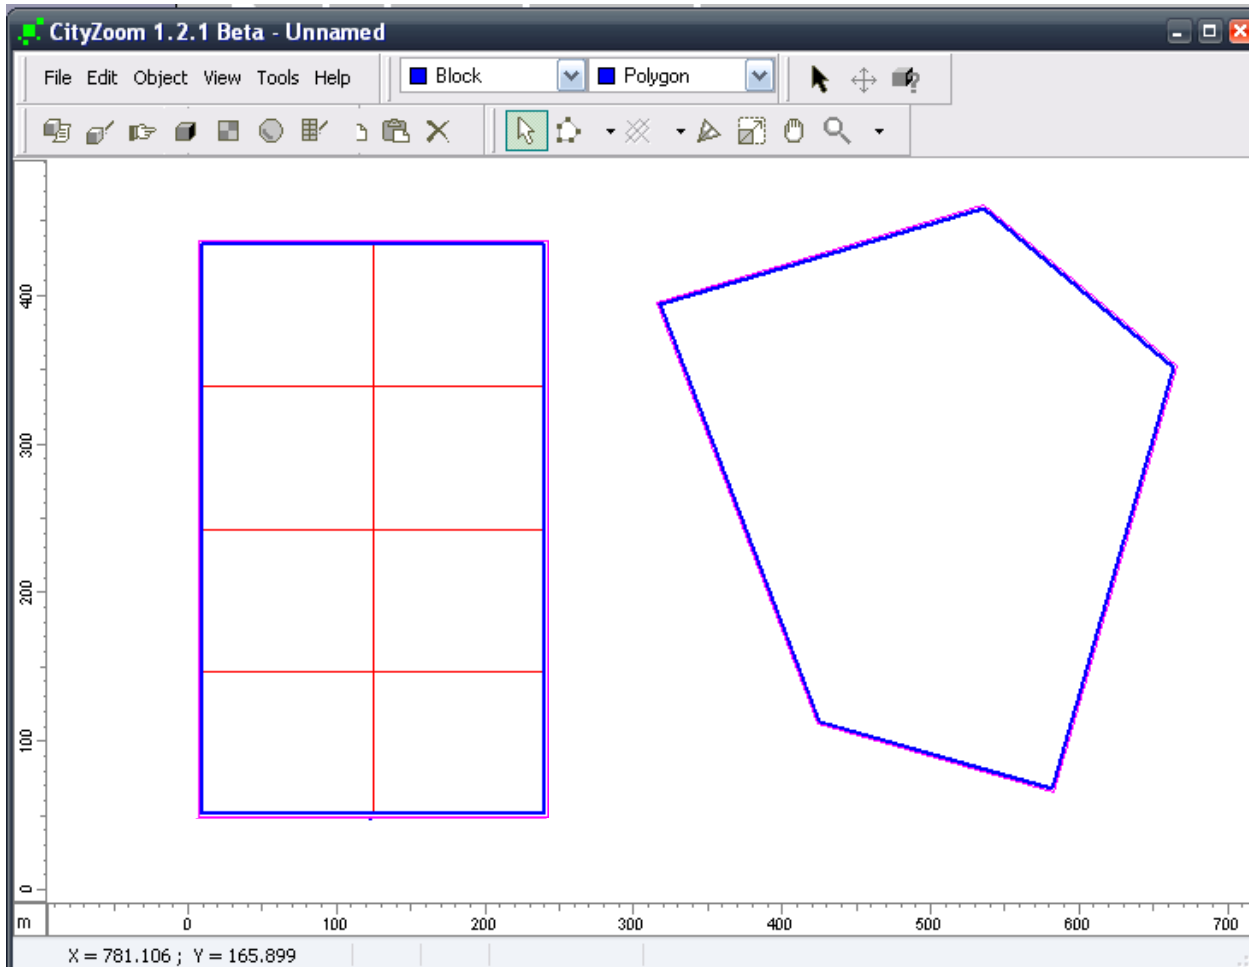 CityZoom 1.2.1 Beta - Unnamed
File Edit Object View Tools Help Block Polygon
400
300
200
100
0
m 0 100 200 300 400 500 600 700
X = 781.106 ; Y = 165.899